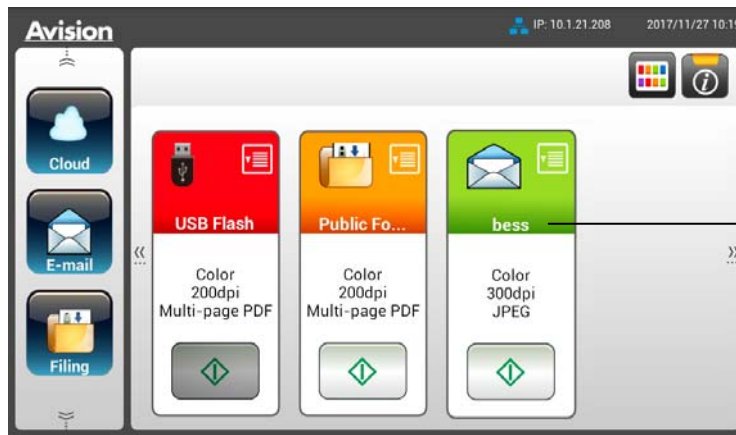 Avision
IP: 10.1.21.208
2017/11/27 10:19
Cloud
E-mail
Filing
USB Flash
Color
200dpi
Multi-page PDF
Public Fo...
Color
200dpi
Multi-page PDF
bess
Color
300dpi
JPEG